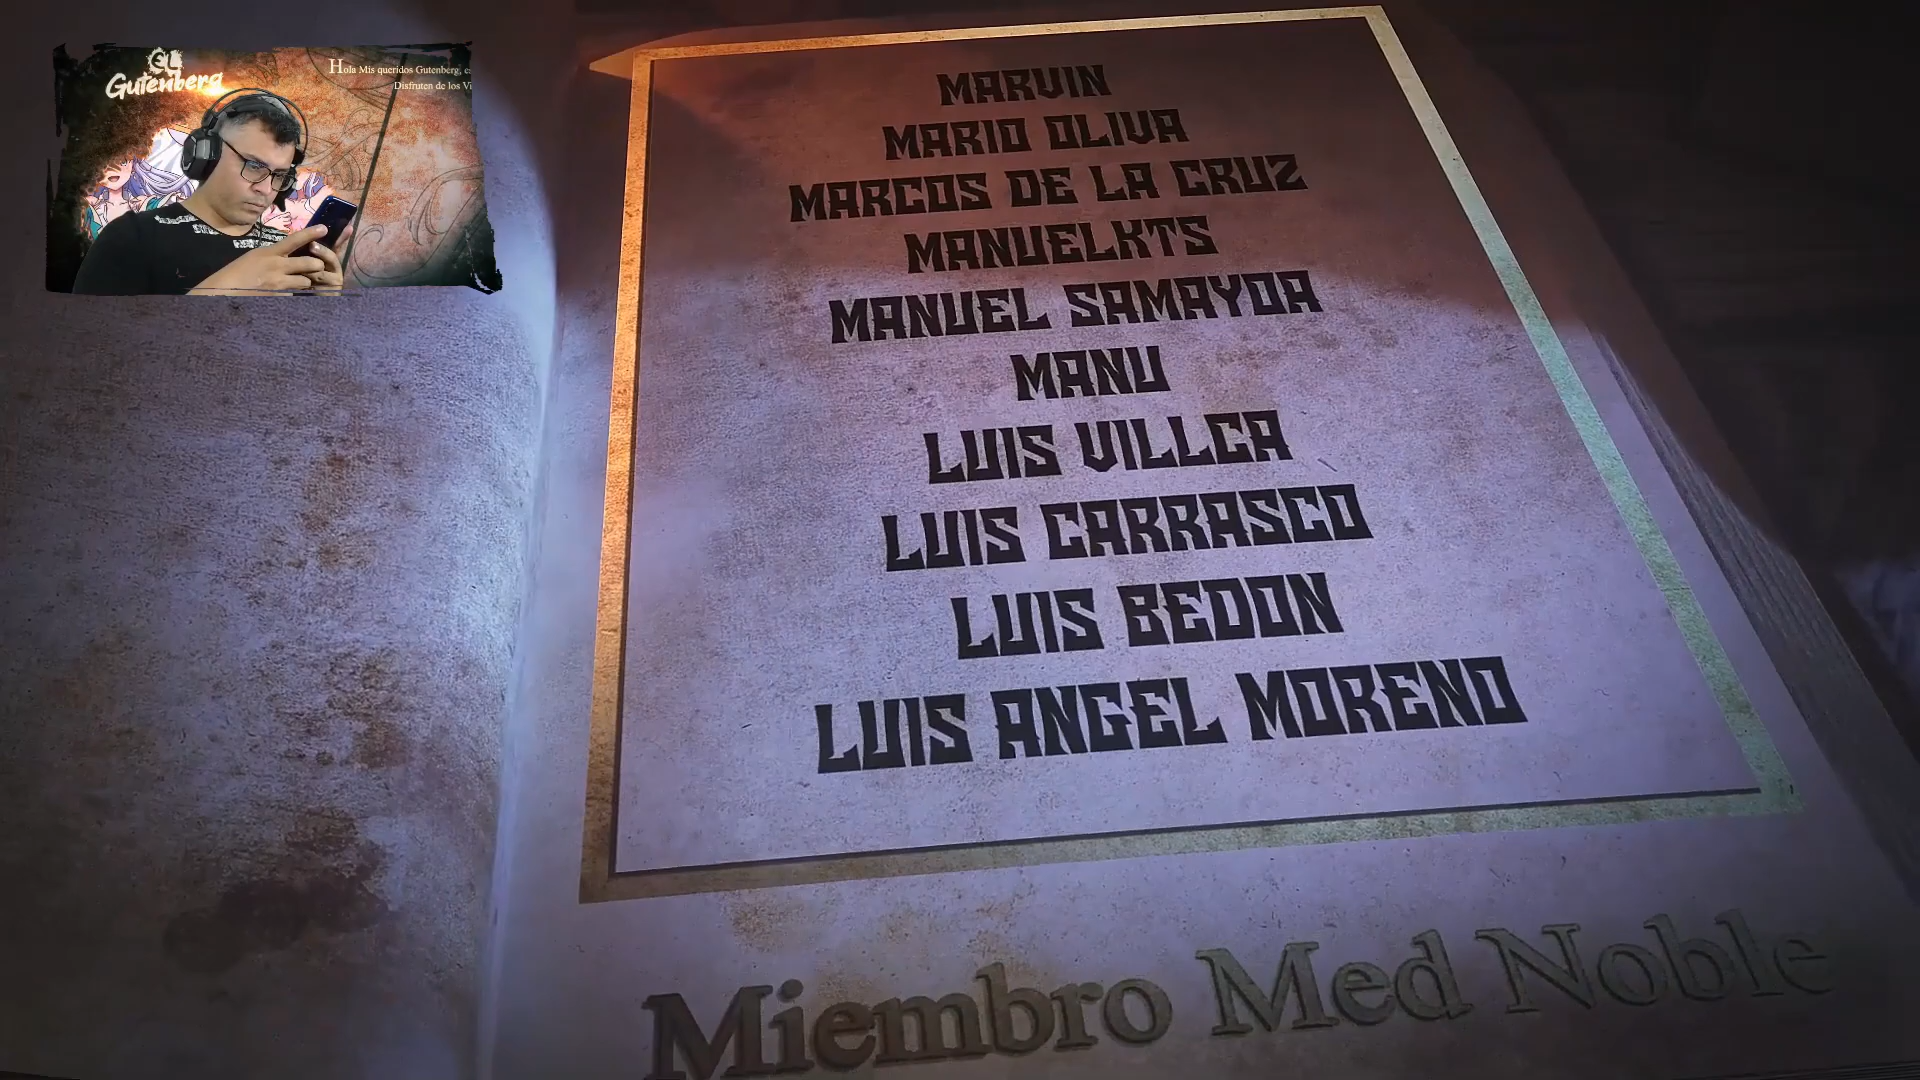 EL
Gutenberg
Hola Mis queridos Gutenberg,
Disfruten de los
MARVIN
MARIO OLIVA
MARCOS DE LA CRUZ
MANUELKTS
MANUEL SAMAYOA
MANU
LUIS VILLCA
LUIS CARRASCO
LUIS BEDON
LUIS ANGEL MORENO
Miembro Med Noble